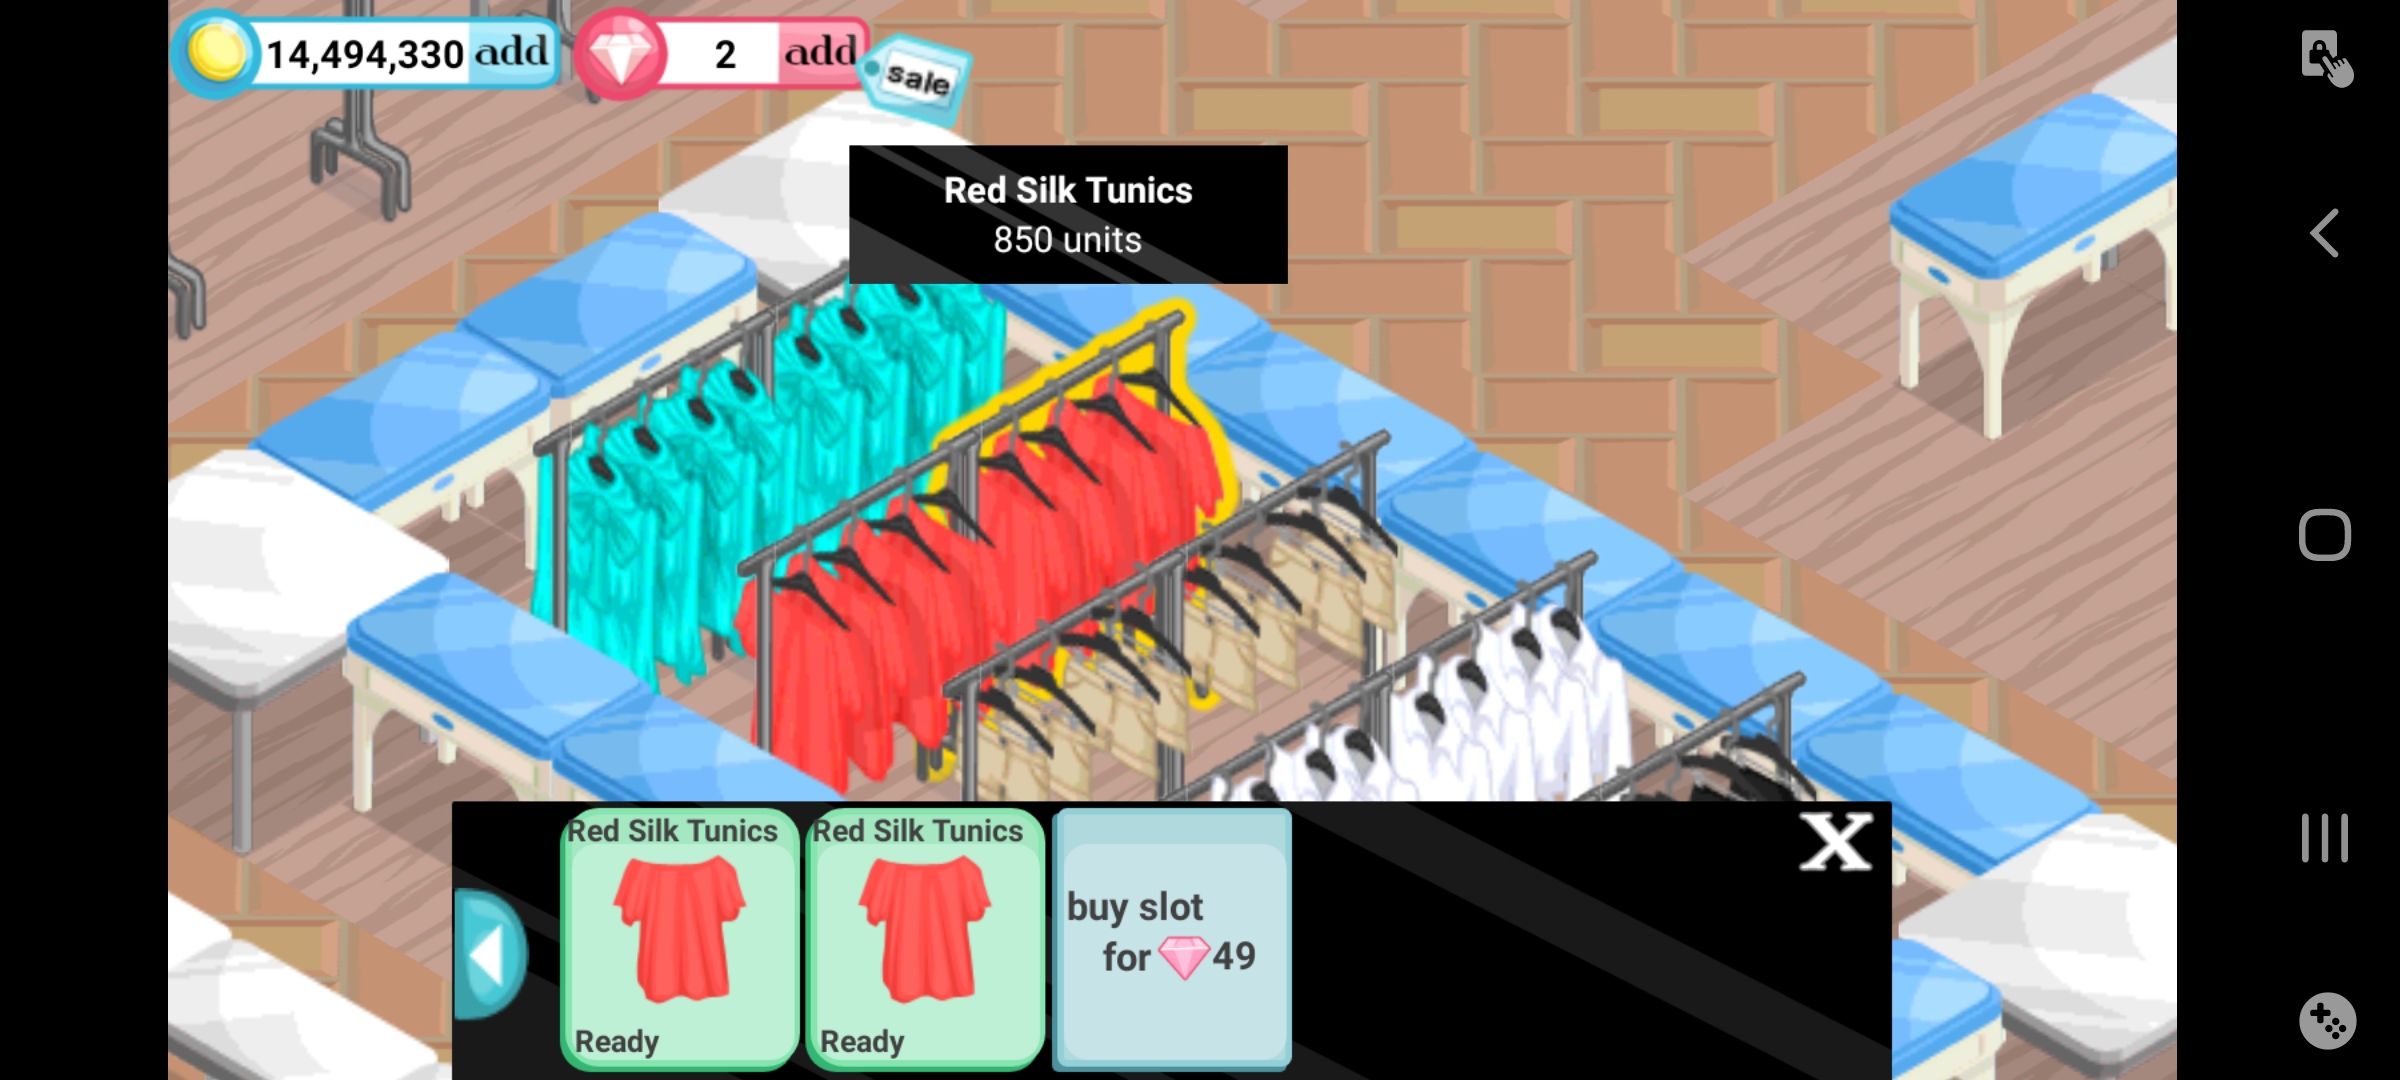 14,494,330 add
2 add
sale
Red Silk Tunics
850 units
Red Silk Tunics
Ready
Red Silk Tunics
Ready
buy slot
for 49
X